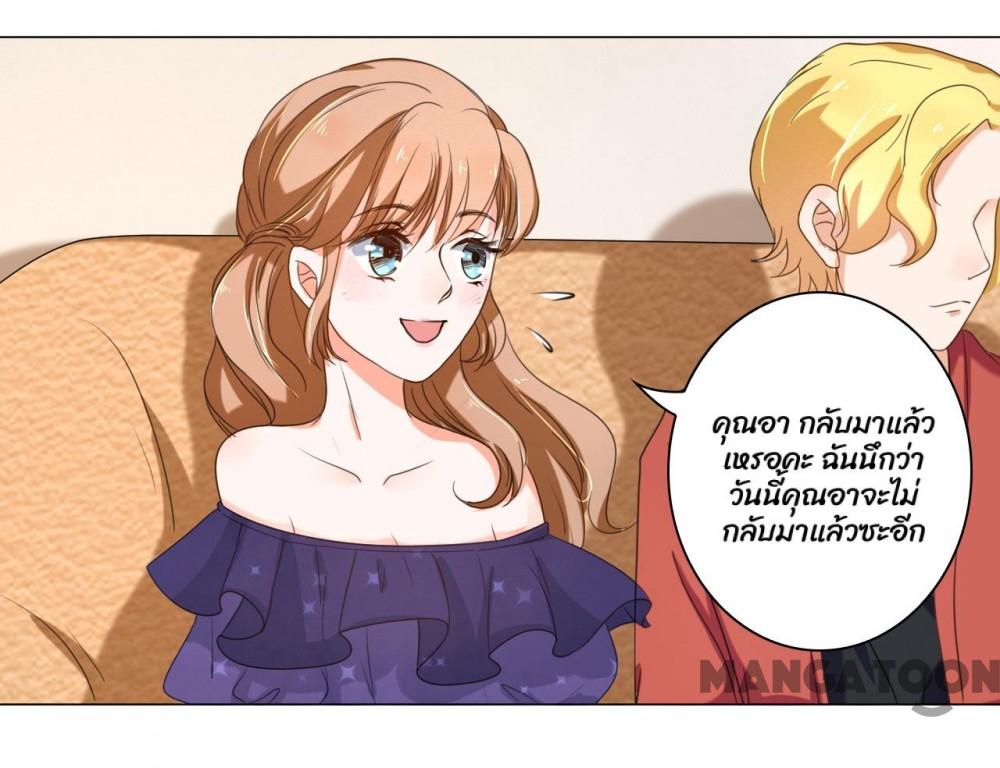 คุณอา กลับมาแล้ว
เหรอคะ ฉันนึกว่า
วันนี้คุณอาจะไม่
กลับมาแล้วซะอีก
MANGATOON